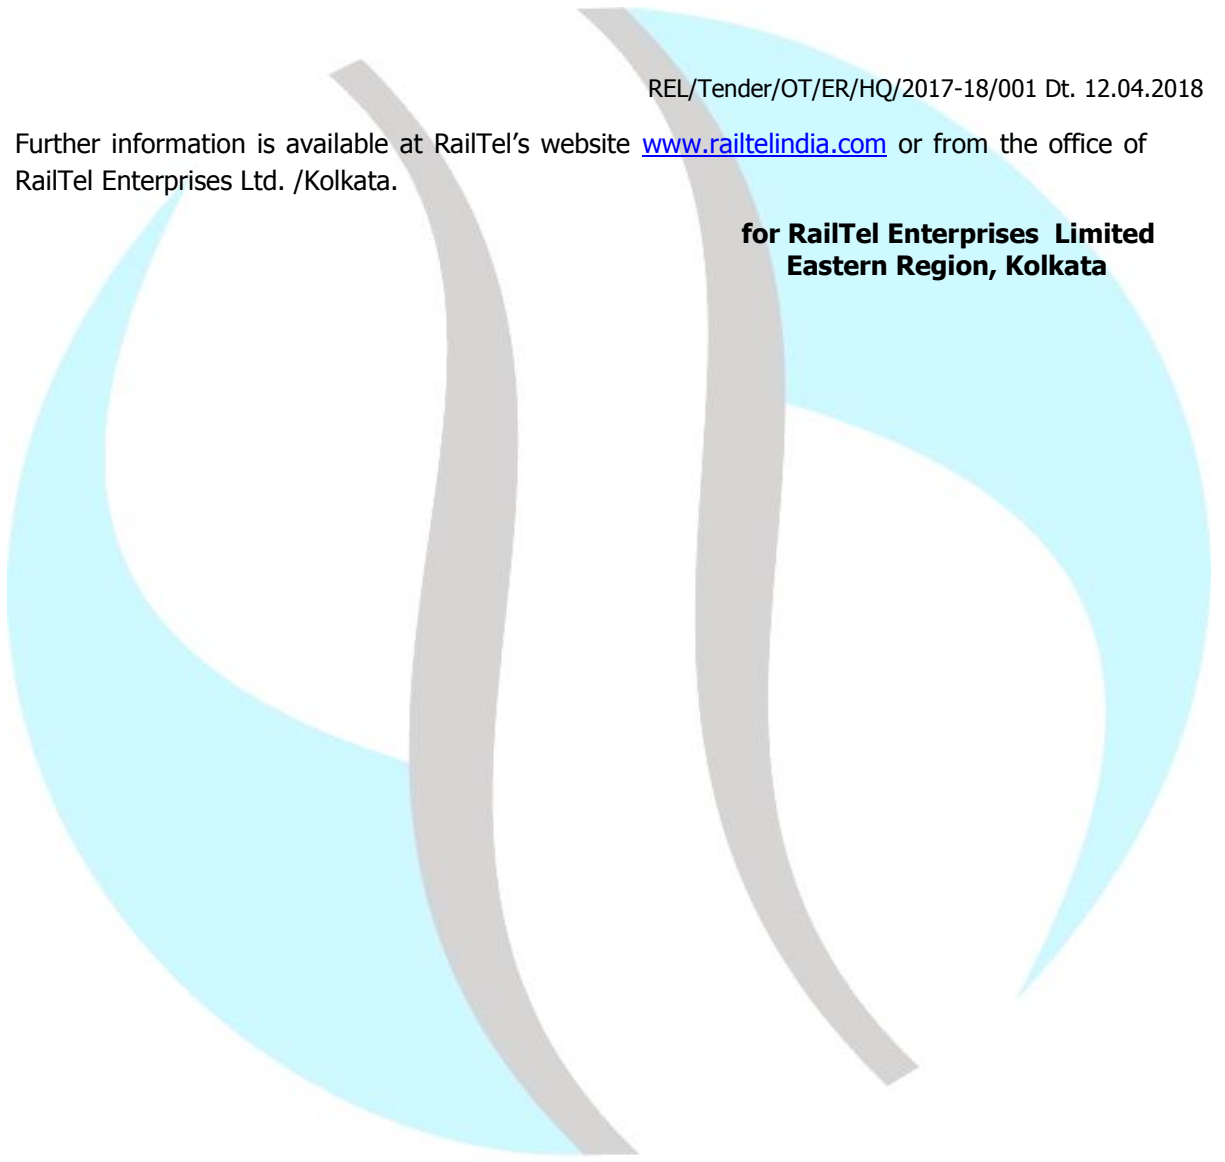 REL/Tender/OT/ER/HQ/2017-18/001 Dt. 12.04.2018
Further information is available at RailTel’s website www.railtelindia.com or from the office of
RailTel Enterprises Ltd. /Kolkata.
for RailTel Enterprises Limited
Eastern Region, Kolkata